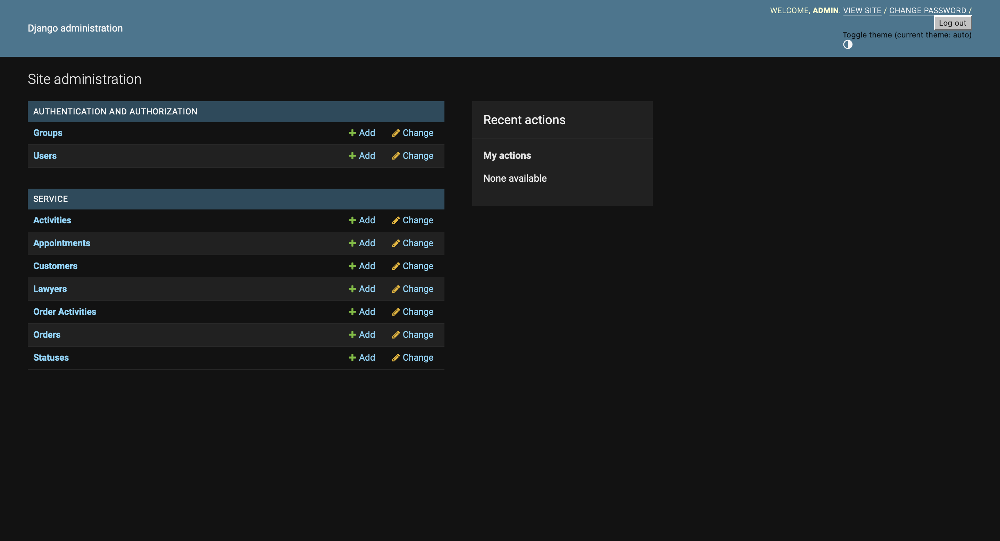 Django administration
WELCOME, ADMIN. VIEW SITE / CHANGE PASSWORD /
Log out
Toggle theme (current theme: auto)
Site administration
AUTHENTICATION AND AUTHORIZATION
Groups Add Change
Users Add Change
SERVICE
Activities Add Change
Appointments Add Change
Customers Add Change
Lawyers Add Change
Order Activities Add Change
Orders Add Change
Statuses Add Change
Recent actions
My actions
None available